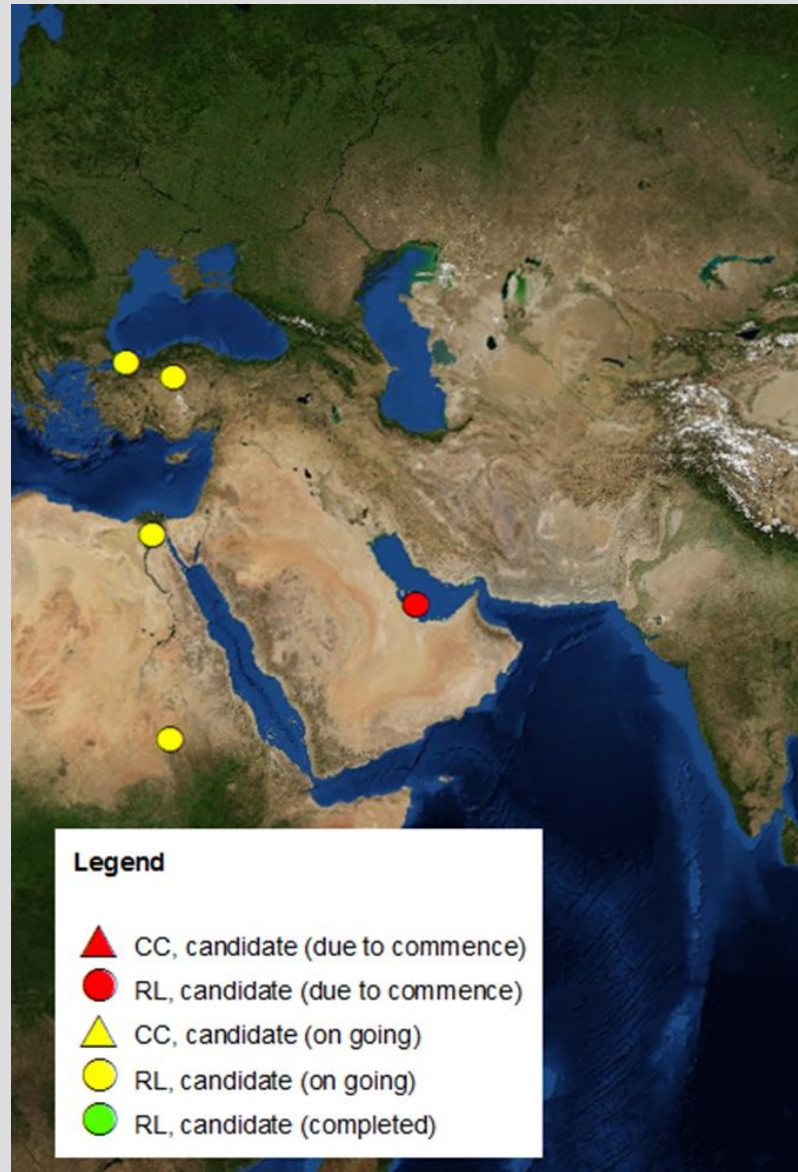 Legend
CC, candidate (due to commence)
RL, candidate (due to commence)
CC, candidate (on going)
RL, candidate (on going)
RL, candidate (completed)